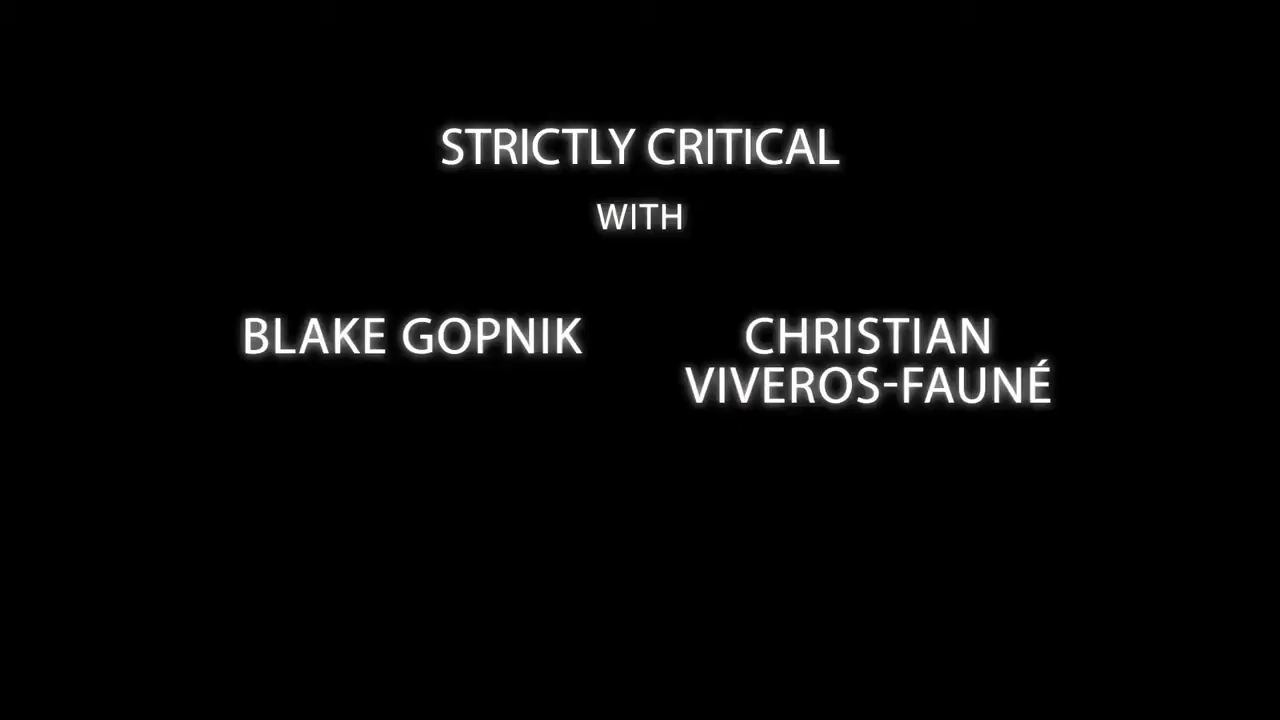 STRICTLY CRITICAL
WITH
BLAKE GOPNIK
CHRISTIAN
VIVEROS-FAUNÉ